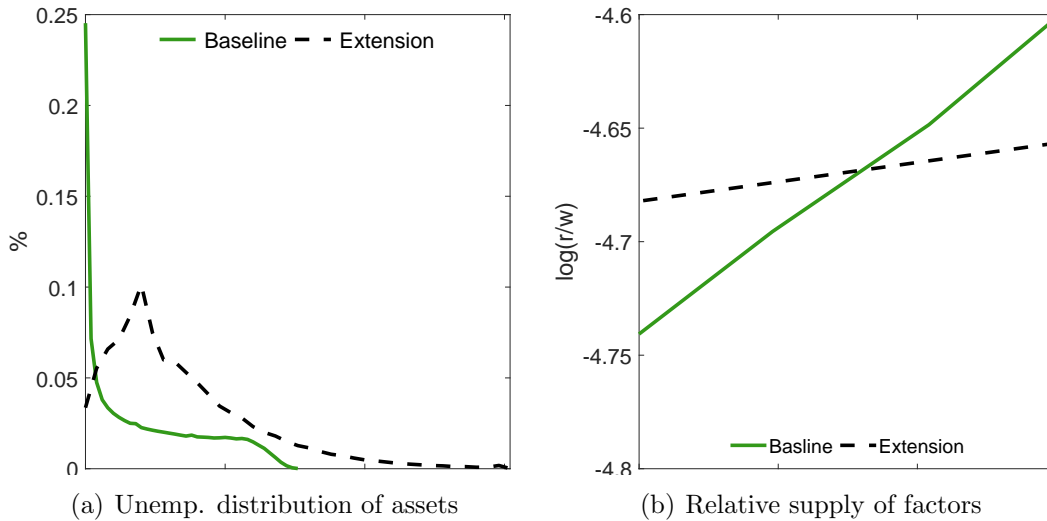 0.25
0.2
0.15
0.1
0.05
0
%
Baseline
Extension
(a) Unemp. distribution of assets
-4.6
-4.65
-4.7
-4.75
-4.8
log(r/w)
Basline
Extension
(b) Relative supply of factors